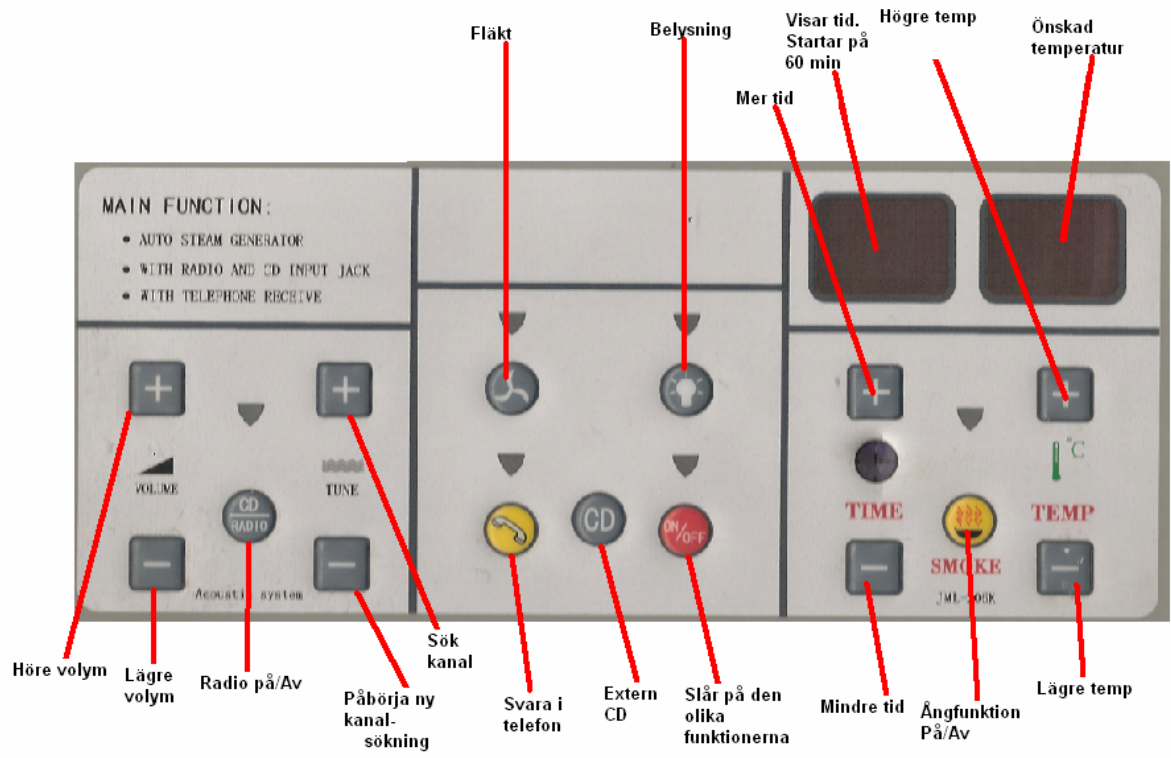 Fläkt
Belysning
Visar tid.
Startar på
60 min
Högre temp
Önskad
temperatur
Mer tid
MAIN FUNCTION:
AUTO STEAM GENERATOR
WITH RADIO AND CD INPUT JACK
WITH TELEPHONE RECEIVE
VOLUME
TUNE
CD
RADIO
Acoustic system
CD
ON/OFF
°C
TIME
TEMP
SMOKE
JML-206K
Höre volym
Lägre
volym
Radio på/Av
Påbörja ny
kanal-
sökning
Sök
kanal
Svara i
telefon
Extern
CD
Slår på den
olika
funktionerna
Mindre tid
Ångfunktion
På/Av
Lägre temp